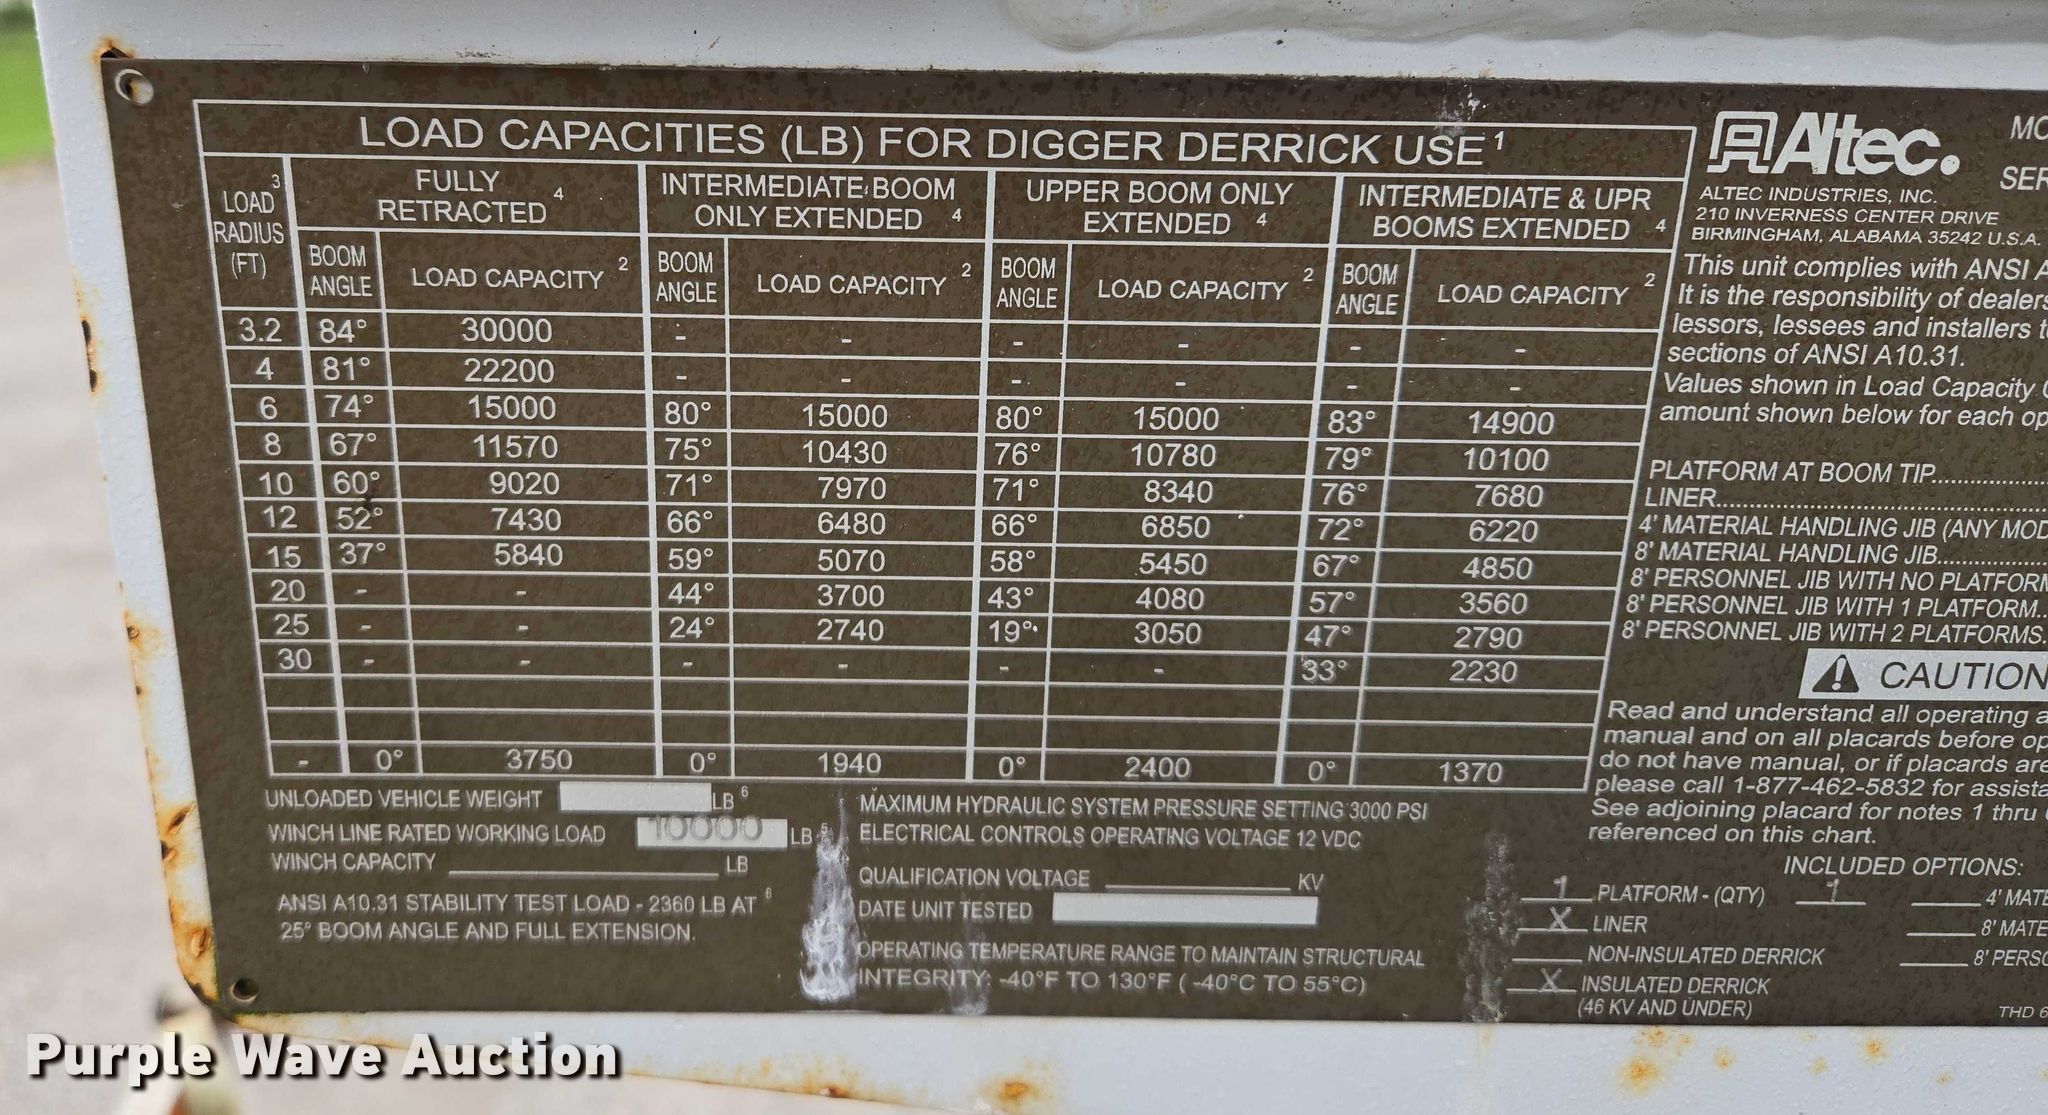 LOAD CAPACITIES (LB) FOR DIGGER DERRICK USE 1
LOAD 3 RADIUS (FT)
FULLY RETRACTED 4
INTERMEDIATE BOOM ONLY EXTENDED 4
UPPER BOOM ONLY EXTENDED 4
INTERMEDIATE & UPR BOOMS EXTENDED 4
BOOM ANGLE LOAD CAPACITY 2 BOOM ANGLE LOAD CAPACITY 2 BOOM ANGLE LOAD CAPACITY 2 BOOM ANGLE LOAD CAPACITY 2
3.2 84° 30000 - - - - - -
4 81° 22200 - - - - - -
6 74° 15000 80° 15000 80° 15000 83° 14900
8 67° 11570 75° 10430 76° 10780 79° 10100
10 60° 9020 71° 7970 71° 8340 76° 7680
12 52° 7430 66° 6480 66° 6850 72° 6220
15 37° 5840 59° 5070 58° 5450 67° 4850
20 - - 44° 3700 43° 4080 57° 3560
25 - - 24° 2740 19° 3050 47° 2790
30 - - - - - - 33° 2230
- 0° 3750 0° 1940 0° 2400 0° 1370
UNLOADED VEHICLE WEIGHT LB 6
WINCH LINE RATED WORKING LOAD 10000 LB 5
WINCH CAPACITY LB
ANSI A10.31 STABILITY TEST LOAD - 2360 LB AT 6
25° BOOM ANGLE AND FULL EXTENSION.
MAXIMUM HYDRAULIC SYSTEM PRESSURE SETTING 3000 PSI
ELECTRICAL CONTROLS OPERATING VOLTAGE 12 VDC
QUALIFICATION VOLTAGE KV
DATE UNIT TESTED
OPERATING TEMPERATURE RANGE TO MAINTAIN STRUCTURAL
INTEGRITY: -40°F TO 130°F ( -40°C TO 55°C)
Altec.
MO
SER
ALTEC INDUSTRIES, INC.
210 INVERNESS CENTER DRIVE
BIRMINGHAM, ALABAMA 35242 U.S.A.
This unit complies with ANSI A
It is the responsibility of dealers
lessors, lessees and installers t
sections of ANSI A10.31.
Values shown in Load Capacity
amount shown below for each op
PLATFORM AT BOOM TIP....................
LINER....................
4' MATERIAL HANDLING JIB (ANY MOD
8' MATERIAL HANDLING JIB....................
8' PERSONNEL JIB WITH NO PLATFORM
8' PERSONNEL JIB WITH 1 PLATFORM..
8' PERSONNEL JIB WITH 2 PLATFORMS.
CAUTION
Read and understand all operating a
manual and on all placards before op
do not have manual, or if placards are
please call 1-877-462-5832 for assista
See adjoining placard for notes 1 thru
referenced on this chart.
INCLUDED OPTIONS:
1 PLATFORM - (QTY) 1
X LINER
NON-INSULATED DERRICK
X INSULATED DERRICK
(46 KV AND UNDER)
4' MATE
8' MATE
8' PERSO
THD 6
Purple Wave Auction